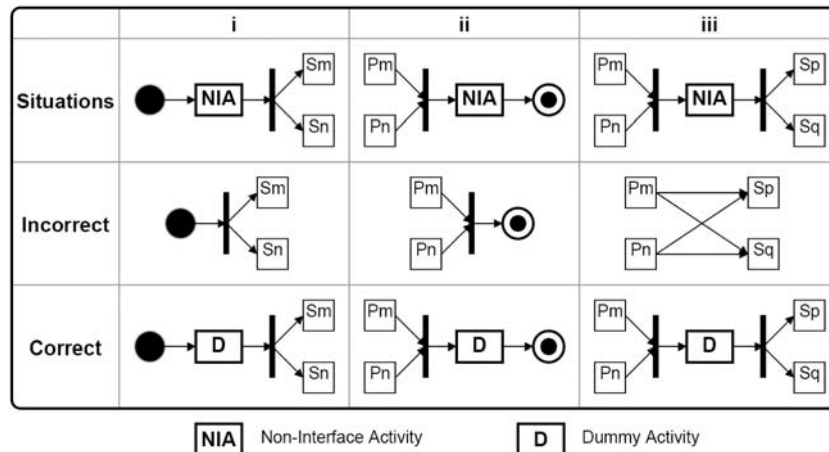 i ii iii
Situations
NIA Sm Sn
Pm Pn NIA
Pm Pn NIA Sp Sq
Incorrect
Sm Sn
Pm Pn
Pm Pn Sp Sq
Correct
D Sm Sn
Pm Pn D
Pm Pn D Sp Sq
NIA Non-Interface Activity D Dummy Activity